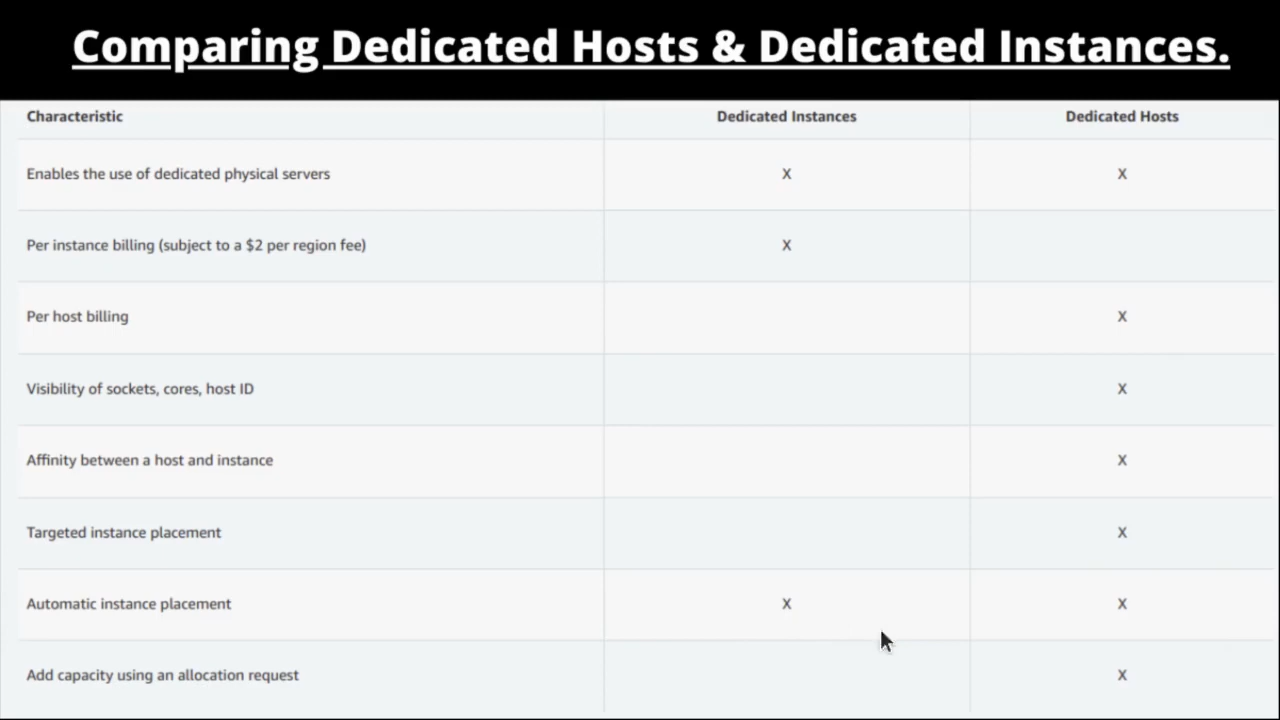 Comparing Dedicated Hosts & Dedicated Instances.
Characteristic Dedicated Instances Dedicated Hosts
Enables the use of dedicated physical servers X X
Per instance billing (subject to a $2 per region fee) X
Per host billing X
Visibility of sockets, cores, host ID X
Affinity between a host and instance X
Targeted instance placement X
Automatic instance placement X X
Add capacity using an allocation request X